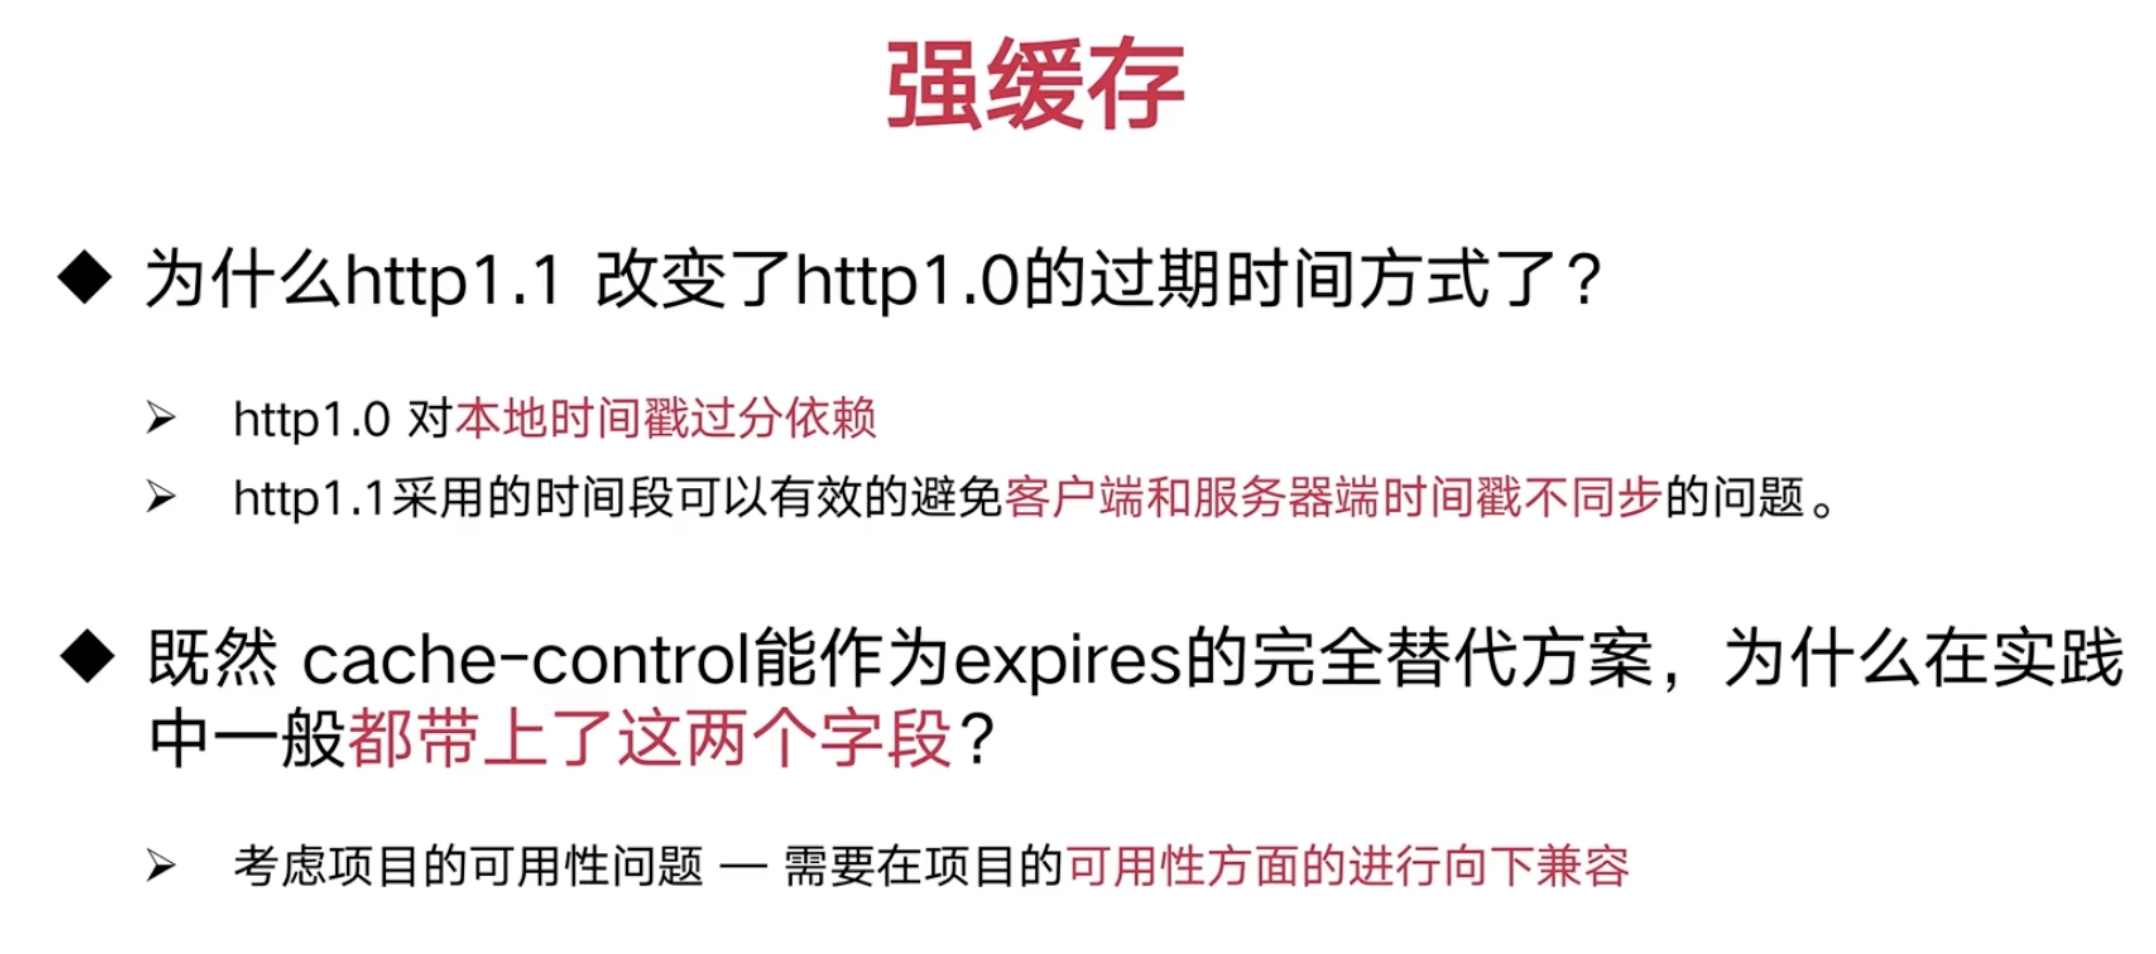 强缓存
◆ 为什么http1.1 改变了http1.0的过期时间方式了?
➢ http1.0 对本地时间戳过分依赖
➢ http1.1采用的时间段可以有效的避免客户端和服务器端时间戳不同步的问题。
◆ 既然 cache-control能作为expires的完全替代方案，为什么在实践
中一般都带上了这两个字段?
➢ 考虑项目的可用性问题 — 需要在项目的可用性方面的进行向下兼容